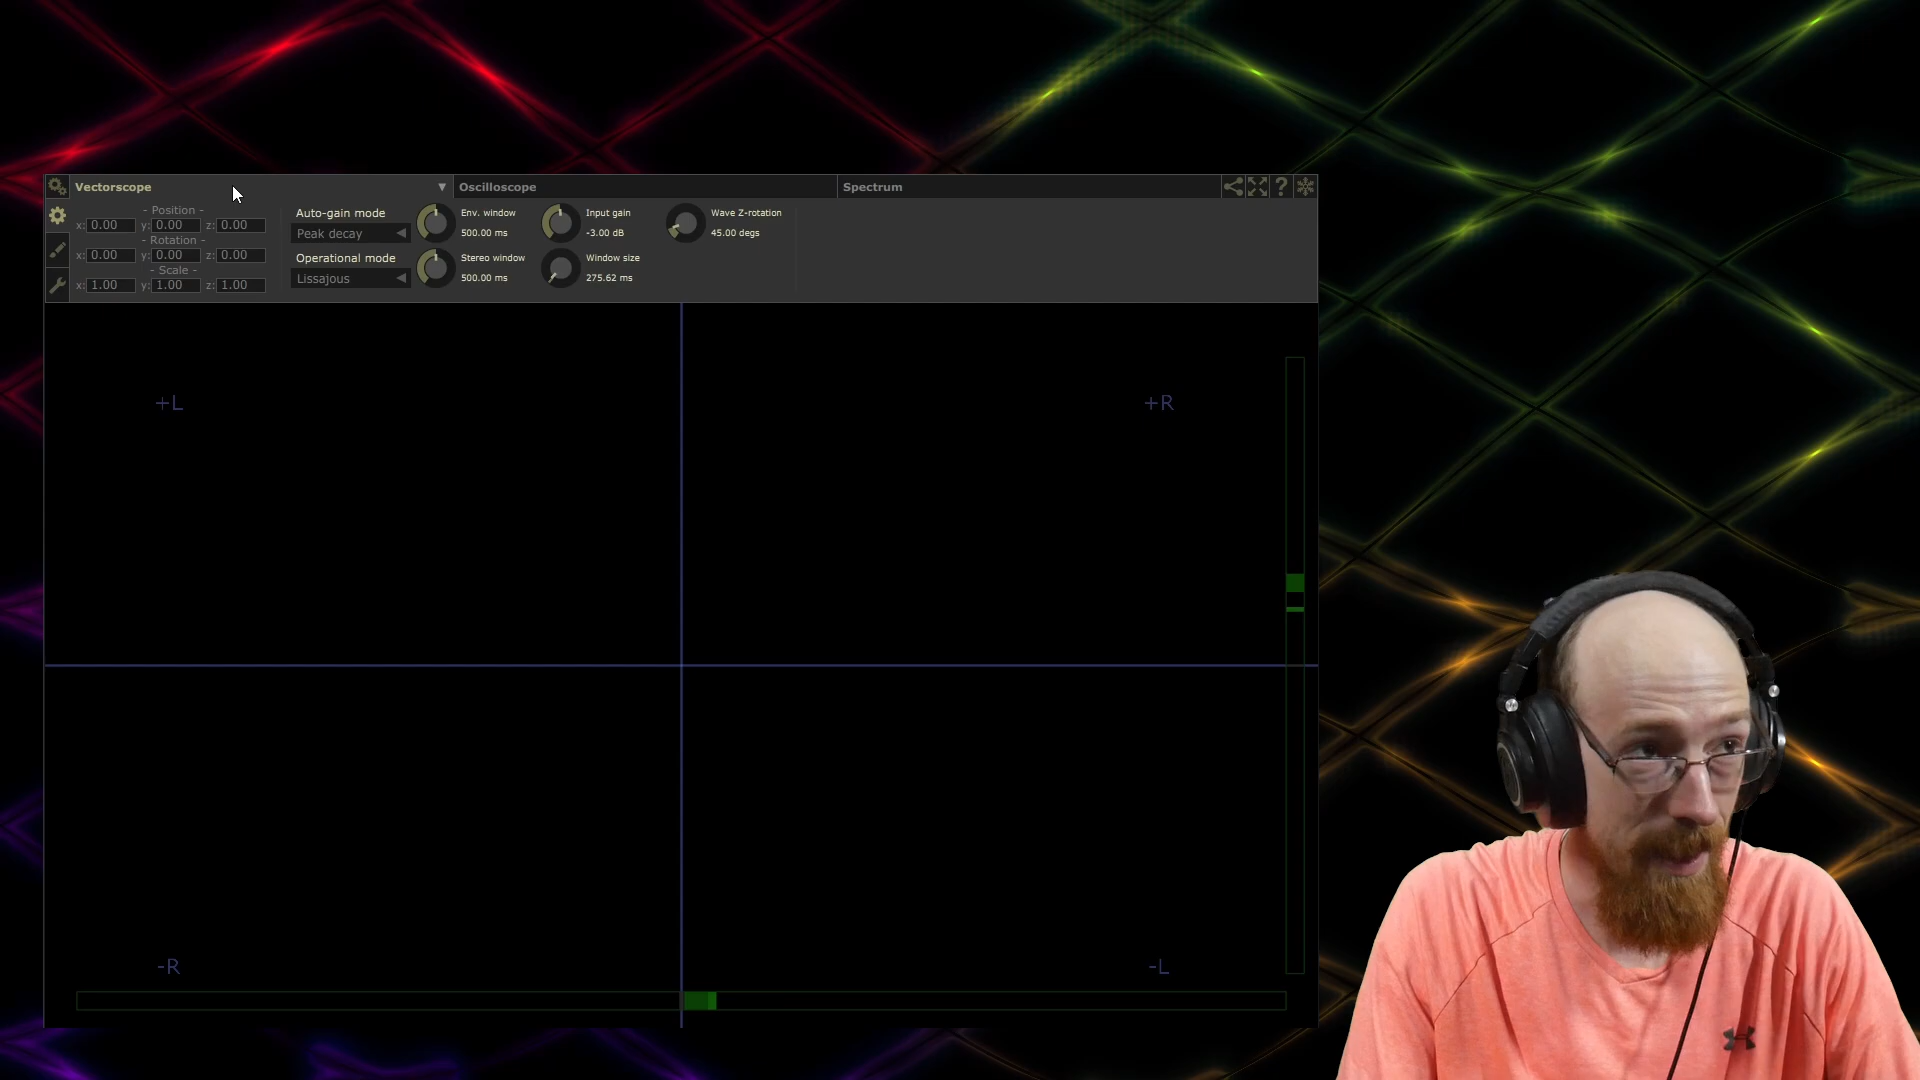 Vectorscope ▼ Oscilloscope Spectrum ?
- Position -
x: 0.00 y: 0.00 z: 0.00
- Rotation -
x: 0.00 y: 0.00 z: 0.00
- Scale -
x: 1.00 y: 1.00 z: 1.00
Auto-gain mode
Peak decay
Operational mode
Lissajous
Env. window
500.00 ms
Stereo window
500.00 ms
Input gain
-3.00 dB
Window size
275.62 ms
Wave Z-rotation
45.00 degs
+L +R
-R -L